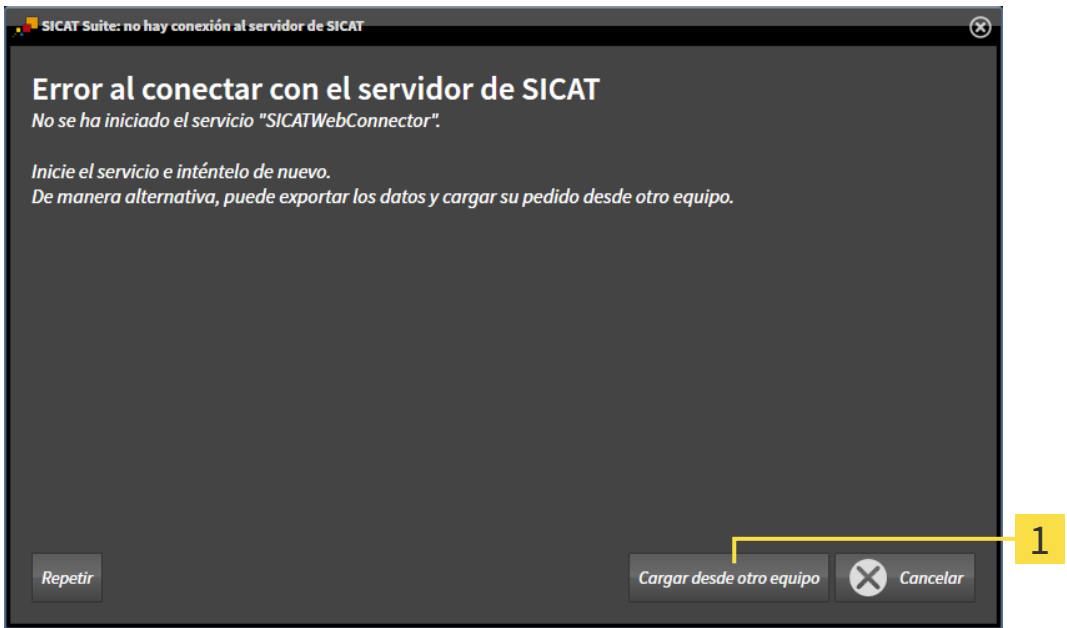 SICAT Suite: no hay conexión al servidor de SICAT
Error al conectar con el servidor de SICAT
No se ha iniciado el servicio "SICATWebConnector".
Inicie el servicio e inténtelo de nuevo.
De manera alternativa, puede exportar los datos y cargar su pedido desde otro equipo.
1
Repetir
Cargar desde otro equipo
Cancelar